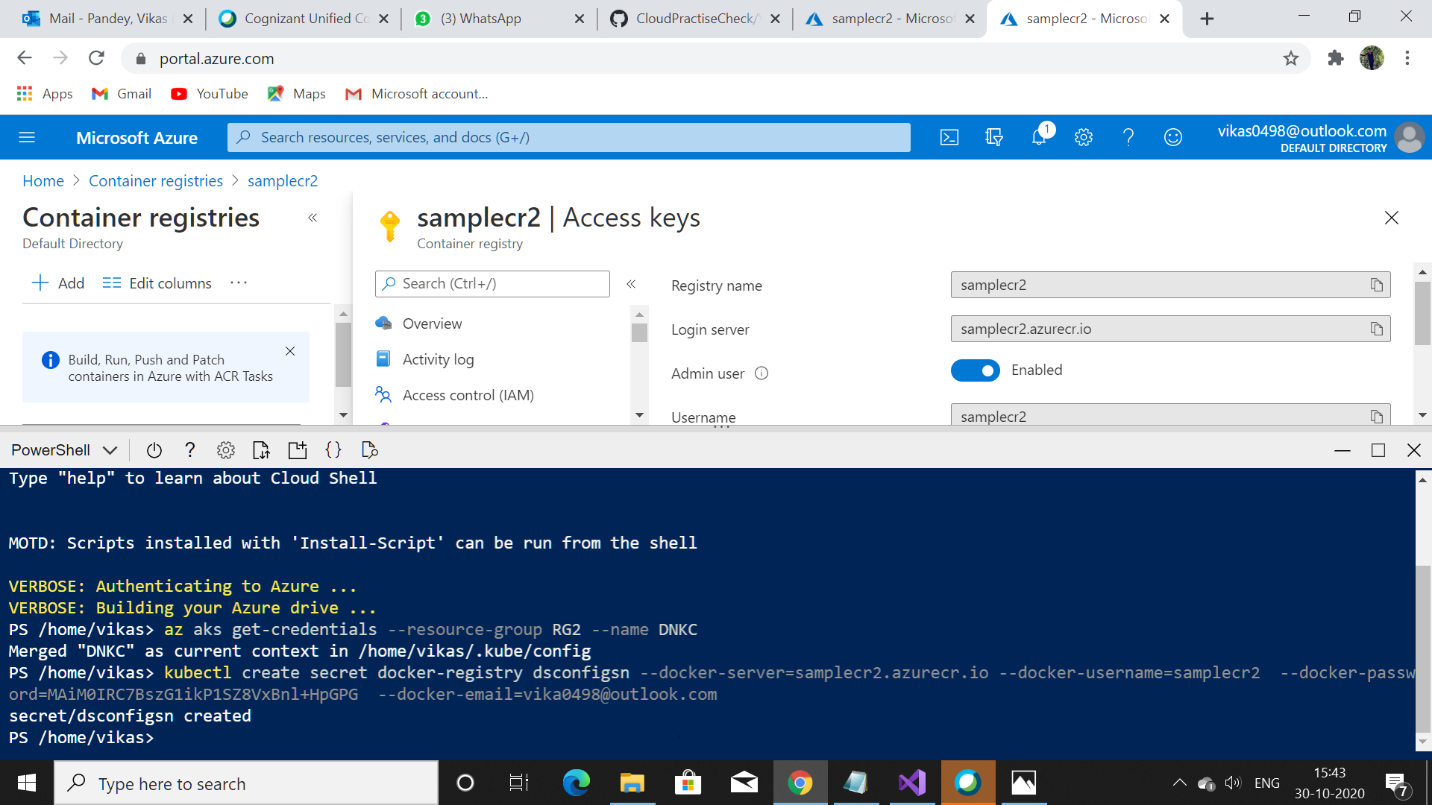 Mail - Pandey, Vikas
Cognizant Unified Co
(3) WhatsApp
CloudPractiseCheck/
samplecr2 - Microso
samplecr2 - Microso
portal.azure.com
Apps
Gmail
YouTube
Maps
Microsoft account...
Microsoft Azure
Search resources, services, and docs (G+/)
1
vikas0498@outlook.com
DEFAULT DIRECTORY
Home > Container registries > samplecr2
Container registries
Default Directory
samplecr2 | Access keys
Container registry
Add
Edit columns
Search (Ctrl+/)
Build, Run, Push and Patch
containers in Azure with ACR Tasks
Overview
Activity log
Access control (IAM)
Registry name
samplecr2
Login server
samplecr2.azurecr.io
Admin user
Enabled
Username
samplecr2
PowerShell
Type "help" to learn about Cloud Shell
MOTD: Scripts installed with 'Install-Script' can be run from the shell
VERBOSE: Authenticating to Azure ...
VERBOSE: Building your Azure drive ...
PS /home/vikas> az aks get-credentials --resource-group RG2 --name DNKC
Merged "DNKC" as current context in /home/vikas/.kube/config
PS /home/vikas> kubectl create secret docker-registry dsconfigsn --docker-server=samplecr2.azurecr.io --docker-username=samplecr2  --docker-passw
ord=MAiM0IRC7BszG1ikP1SZ8VxBnl+HpGPG  --docker-email=vika0498@outlook.com
secret/dsconfigsn created
PS /home/vikas>
Type here to search
ENG
15:43
30-10-2020
7